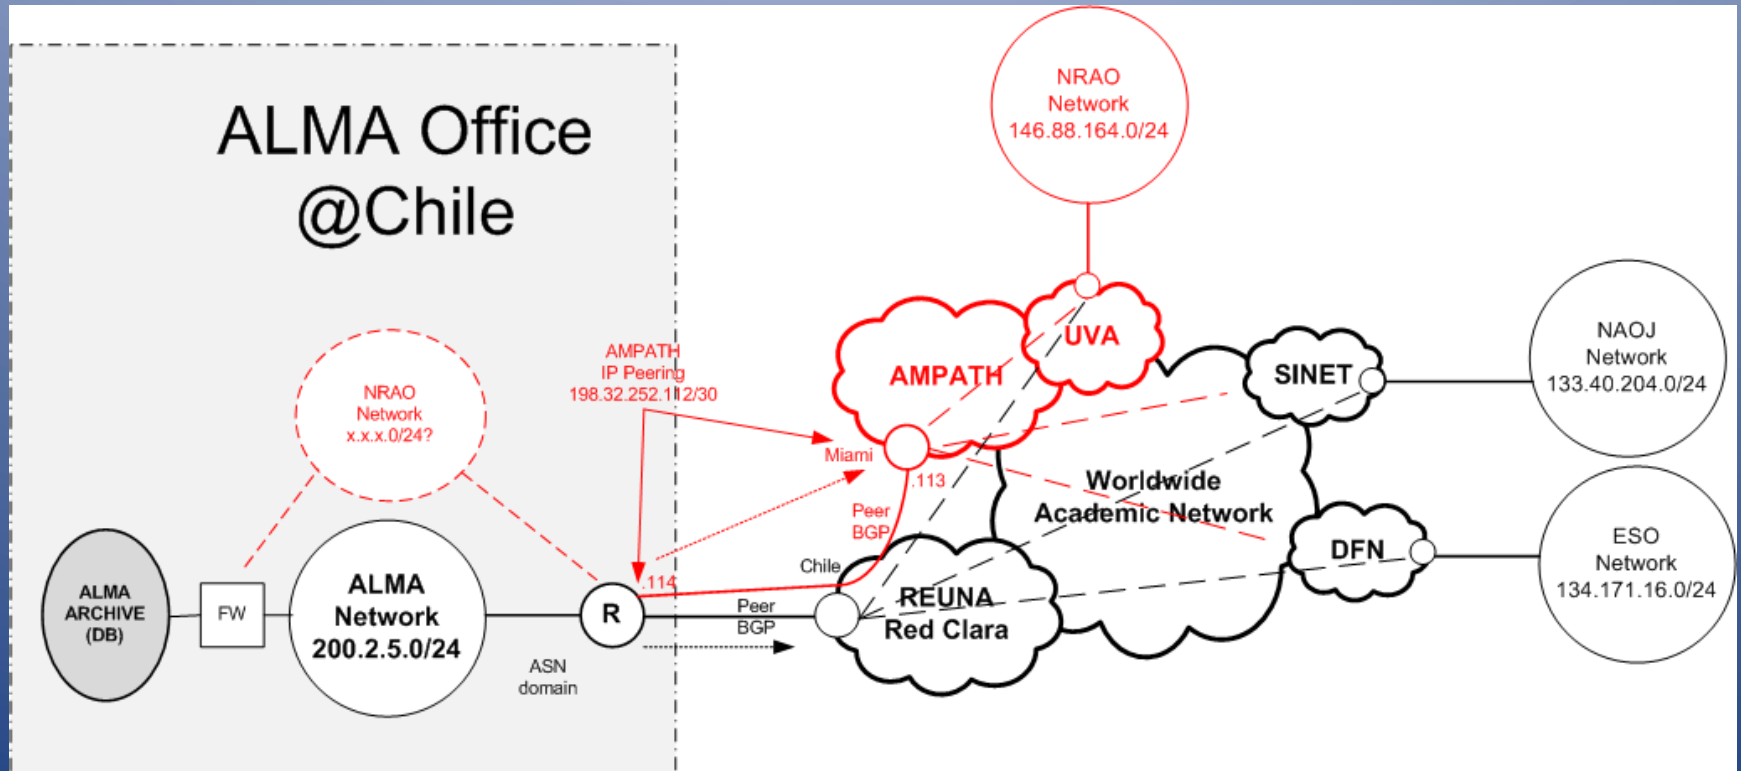 ALMA Office
@Chile
NRAO
Network
146.88.164.0/24
UVA
AMPATH
SINET
NAOJ
Network
133.40.204.0/24
AMPATH
IP Peering
198.32.252.112/30
NRAO
Network
x.x.x.0/24?
Miami
.113
Peer
BGP
Worldwide
Academic Network
DFN
ESO
Network
134.171.16.0/24
Chile
.114
ALMA
ARCHIVE
(DB)
FW
ALMA
Network
200.2.5.0/24
R
Peer
BGP
REUNA
Red Clara
ASN
domain